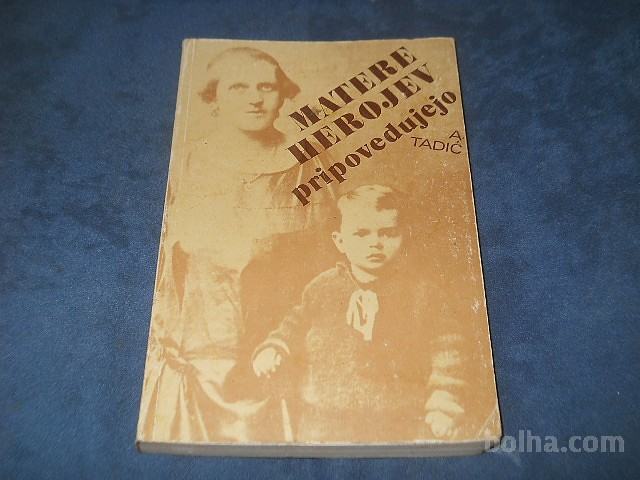 MATERE
HEROJEV
pripovedujejo
A.
TADIĆ
bolha.com